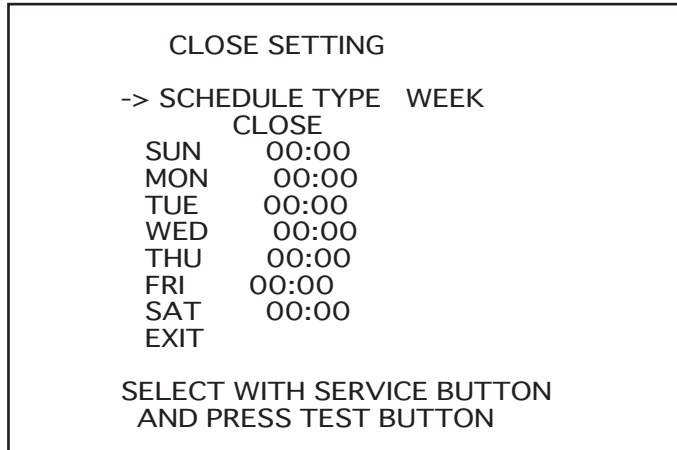 CLOSE SETTING
-> SCHEDULE TYPE WEEK
CLOSE
SUN 00:00
MON 00:00
TUE 00:00
WED 00:00
THU 00:00
FRI 00:00
SAT 00:00
EXIT
SELECT WITH SERVICE BUTTON
AND PRESS TEST BUTTON